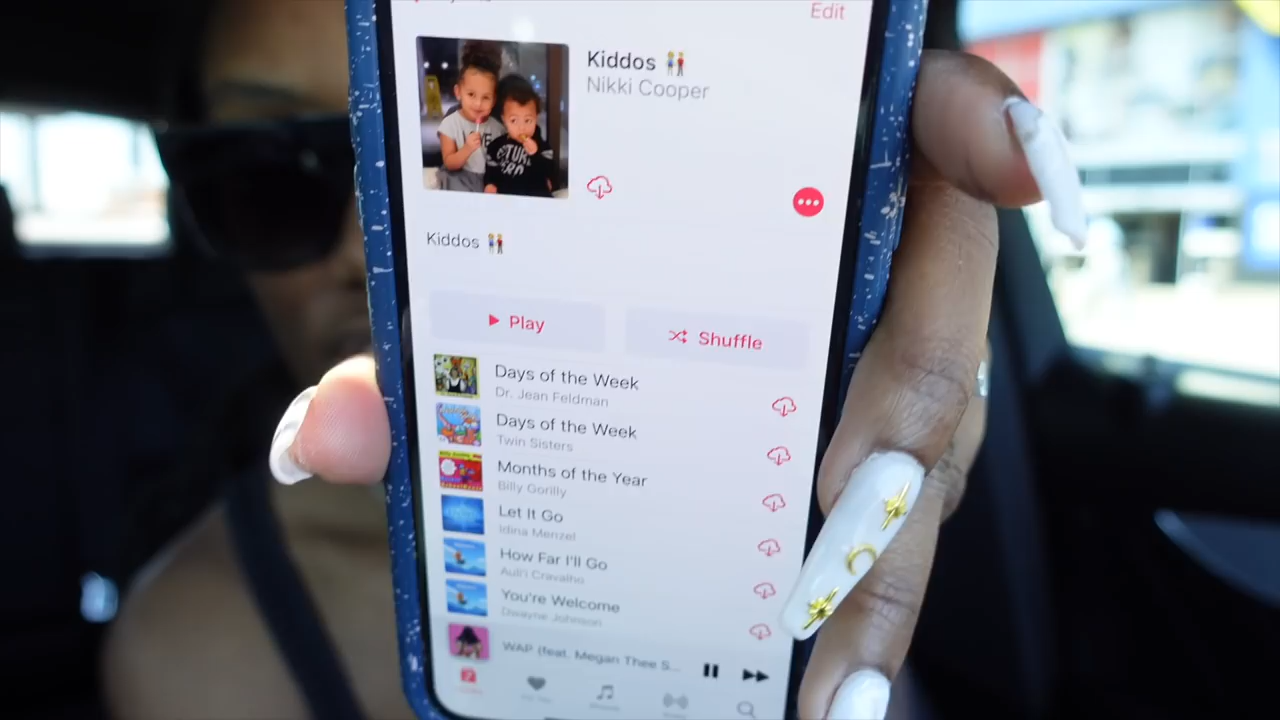 Edit
Kiddos
Nikki Cooper
Kiddos
Play
Shuffle
Days of the Week
Dr. Jean Feldman
Days of the Week
Twin Sisters
Months of the Year
Billy Gorilly
Let It Go
Idina Menzel
How Far I'll Go
Auli'i Cravalho
You're Welcome
Dwayne Johnson
WAP (feat. Megan Thee S...